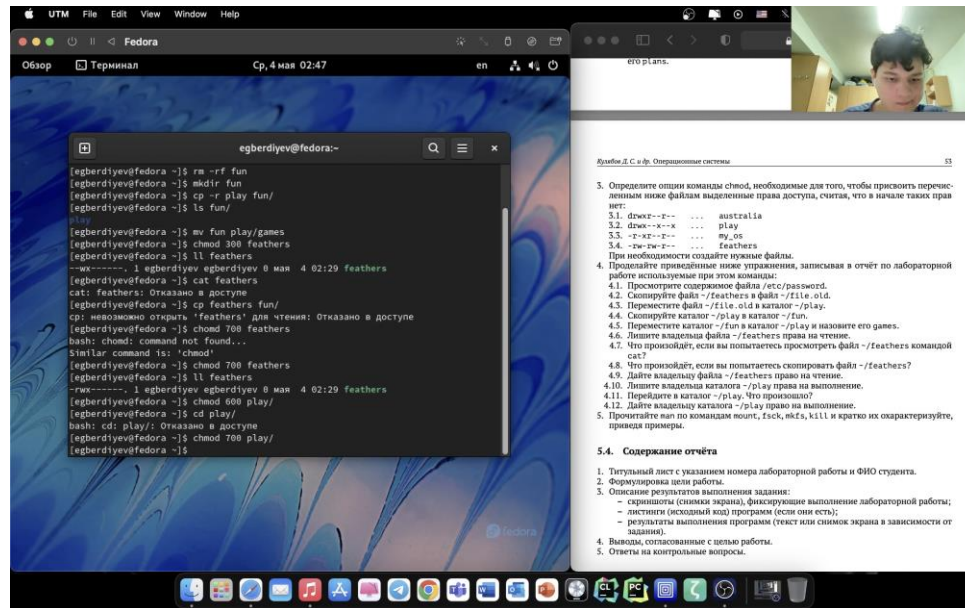 UTM File Edit View Window Help
Fedora
Обзор Терминал Ср, 4 мая 02:47 en
egberdiyev@fedora:~
[egberdiyev@fedora ~]$ rm -rf fun
[egberdiyev@fedora ~]$ mkdir fun
[egberdiyev@fedora ~]$ cp -r play fun/
[egberdiyev@fedora ~]$ ls fun/
play
[egberdiyev@fedora ~]$ mv fun play/games
[egberdiyev@fedora ~]$ chmod 300 feathers
[egberdiyev@fedora ~]$ ll feathers
--wx------. 1 egberdiyev egberdiyev 0 мая 4 02:29 feathers
[egberdiyev@fedora ~]$ cat feathers
cat: feathers: Отказано в доступе
[egberdiyev@fedora ~]$ cp feathers fun/
cp: невозможно открыть 'feathers' для чтения: Отказано в доступе
[egberdiyev@fedora ~]$ chomd 700 feathers
bash: chomd: command not found...
Similar command is: 'chmod'
[egberdiyev@fedora ~]$ chmod 700 feathers
[egberdiyev@fedora ~]$ ll feathers
-rwx------. 1 egberdiyev egberdiyev 0 мая 4 02:29 feathers
[egberdiyev@fedora ~]$ chmod 600 play/
[egberdiyev@fedora ~]$ cd play/
bash: cd: play/: Отказано в доступе
[egberdiyev@fedora ~]$ chmod 700 play/
[egberdiyev@fedora ~]$
fedora
его plans.
Кулябов Д. С. и др. Операционные системы 53
3. Определите опции команды chmod, необходимые для того, чтобы присвоить перечис-
ленным ниже файлам выделенные права доступа, считая, что в начале таких прав
нет:
3.1. drwxr--r-- ... australia
3.2. drwx--x--x ... play
3.3. -r-xr--r-- ... my_os
3.4. -rw-rw-r-- ... feathers
При необходимости создайте нужные файлы.
4. Проделайте приведённые ниже упражнения, записывая в отчёт по лабораторной
работе используемые при этом команды:
4.1. Просмотрите содержимое файла /etc/password.
4.2. Скопируйте файл ~/feathers в файл ~/file.old.
4.3. Переместите файл ~/file.old в каталог ~/play.
4.4. Скопируйте каталог ~/play в каталог ~/fun.
4.5. Переместите каталог ~/fun в каталог ~/play и назовите его games.
4.6. Лишите владельца файла ~/feathers права на чтение.
4.7. Что произойдёт, если вы попытаетесь просмотреть файл ~/feathers командой
cat?
4.8. Что произойдёт, если вы попытаетесь скопировать файл ~/feathers?
4.9. Дайте владельцу файла ~/feathers право на чтение.
4.10. Лишите владельца каталога ~/play права на выполнение.
4.11. Перейдите в каталог ~/play. Что произошло?
4.12. Дайте владельцу каталога ~/play право на выполнение.
5. Прочитайте man по командам mount, fsck, mkfs, kill и кратко их охарактеризуйте,
приведя примеры.
5.4. Содержание отчёта
1. Титульный лист с указанием номера лабораторной работы и ФИО студента.
2. Формулировка цели работы.
3. Описание результатов выполнения задания:
– скриншоты (снимки экрана), фиксирующие выполнение лабораторной работы;
– листинги (исходный код) программ (если они есть);
– результаты выполнения программ (текст или снимок экрана в зависимости от
задания).
4. Выводы, согласованные с целью работы.
5. Ответы на контрольные вопросы.
CL PC